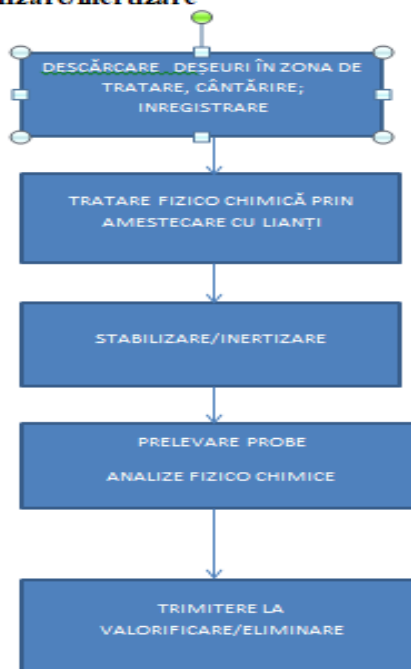 DESCĂRCARE DEȘEURI ÎN ZONA DE
TRATARE, CÂNTĂRIRE;
INREGISTRARE
TRATARE FIZICO CHIMICĂ PRIN
AMESTECARE CU LIANȚI
STABILIZARE/INERTIZARE
PRELEVARE PROBE
ANALIZE FIZICO CHIMICE
TRIMITERE LA
VALORIFICARE/ELIMINARE